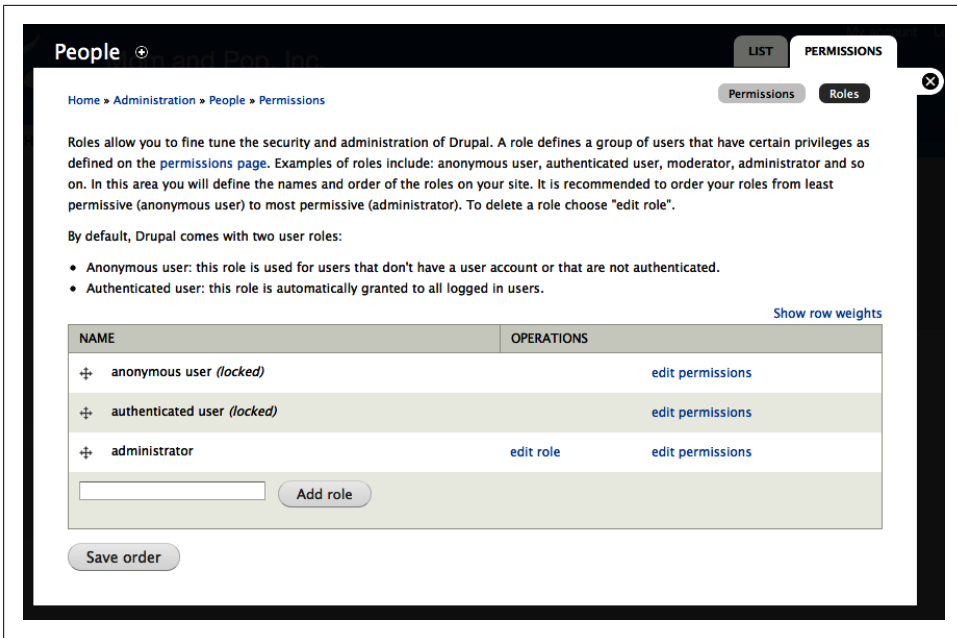 People
Mom and Pop, Inc
LIST
PERMISSIONS
Home » Administration » People » Permissions
Permissions
Roles
Roles allow you to fine tune the security and administration of Drupal. A role defines a group of users that have certain privileges as
defined on the permissions page. Examples of roles include: anonymous user, authenticated user, moderator, administrator and so
on. In this area you will define the names and order of the roles on your site. It is recommended to order your roles from least
permissive (anonymous user) to most permissive (administrator). To delete a role choose "edit role".
By default, Drupal comes with two user roles:
• Anonymous user: this role is used for users that don't have a user account or that are not authenticated.
• Authenticated user: this role is automatically granted to all logged in users.
Show row weights
NAME OPERATIONS
anonymous user (locked) edit permissions
authenticated user (locked) edit permissions
administrator edit role edit permissions
Add role
Save order